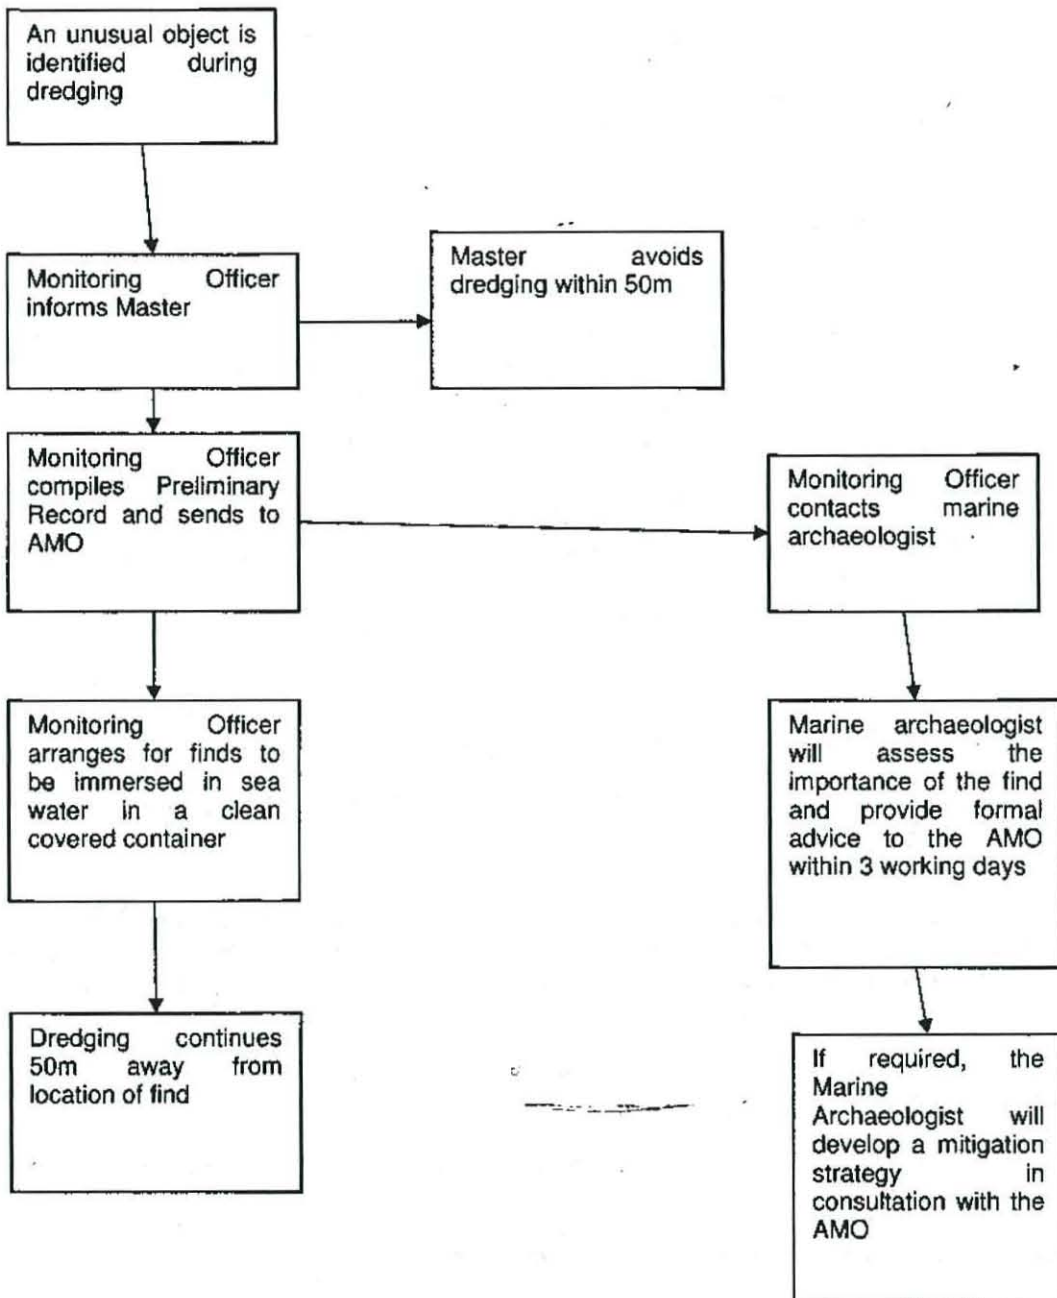 An unusual object is
identified during
dredging
Monitoring Officer
informs Master
Master avoids
dredging within 50m
Monitoring Officer
compiles Preliminary
Record and sends to
AMO
Monitoring Officer
contacts marine
archaeologist
Monitoring Officer
arranges for finds to
be immersed in sea
water in a clean
covered container
Marine archaeologist
will assess the
importance of the find
and provide formal
advice to the AMO
within 3 working days
Dredging continues
50m away from
location of find
If required, the
Marine
Archaeologist will
develop a mitigation
strategy in
consultation with the
AMO